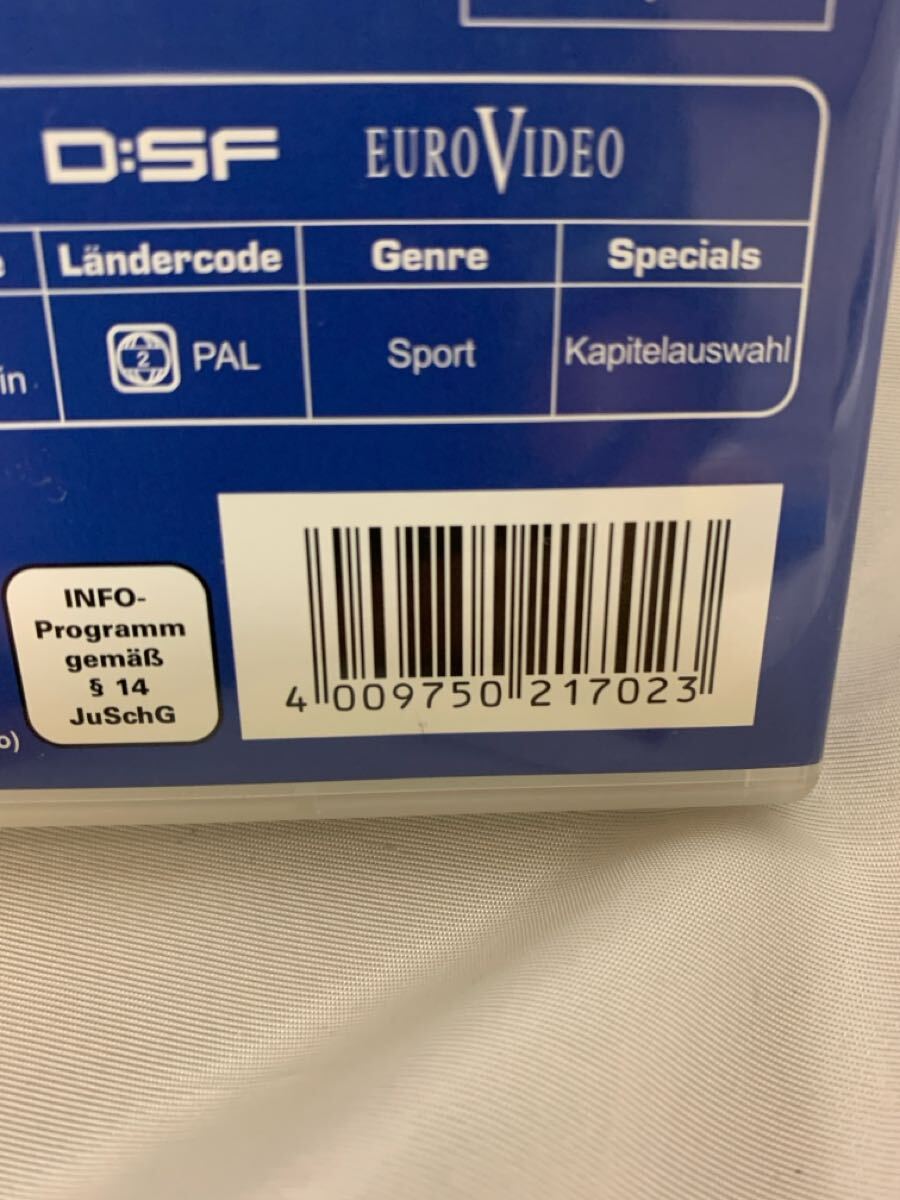 D:SF EUROVIDEO
Ländercode Genre Specials
2 PAL Sport Kapitelauswahl
INFO-
Programm
gemäß
§ 14
JuSchG
4 009750 217023